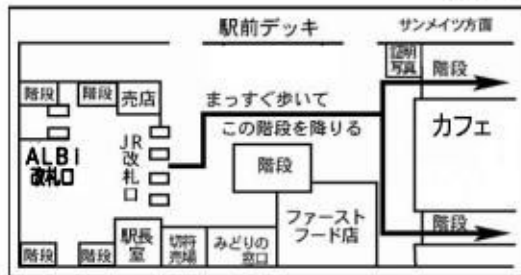 駅前デッキ
サンメイツ方面
証明
写真
階段
階段
階段
売店
まっすぐ歩いて
この階段を降りる
カフェ
ALBI
改札口
JR
改札口
階段
階段
ファースト
フード店
駅長
室
切符
売場
みどりの
窓口
階段
階段